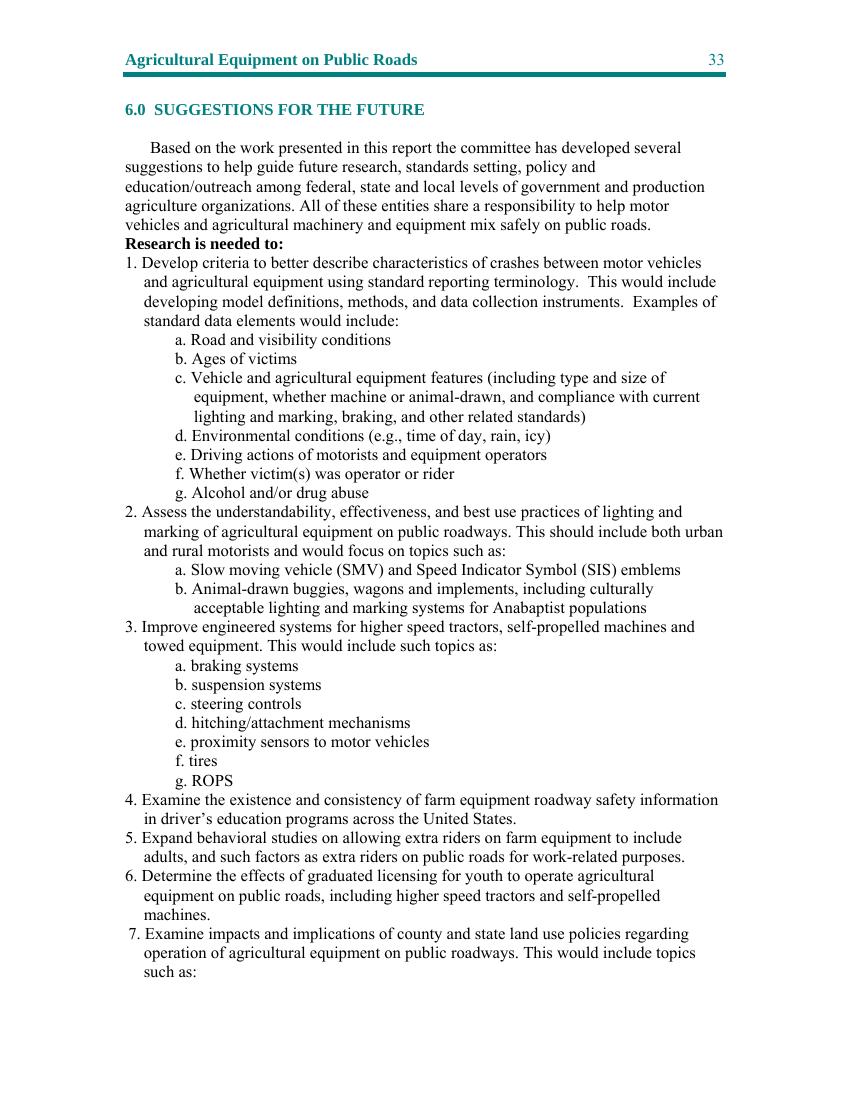 Agricultural Equipment on Public Roads 33
6.0 SUGGESTIONS FOR THE FUTURE
Based on the work presented in this report the committee has developed several
suggestions to help guide future research, standards setting, policy and
education/outreach among federal, state and local levels of government and production
agriculture organizations. All of these entities share a responsibility to help motor
vehicles and agricultural machinery and equipment mix safely on public roads.
Research is needed to:
1. Develop criteria to better describe characteristics of crashes between motor vehicles
and agricultural equipment using standard reporting terminology. This would include
developing model definitions, methods, and data collection instruments. Examples of
standard data elements would include:
a. Road and visibility conditions
b. Ages of victims
c. Vehicle and agricultural equipment features (including type and size of
equipment, whether machine or animal-drawn, and compliance with current
lighting and marking, braking, and other related standards)
d. Environmental conditions (e.g., time of day, rain, icy)
e. Driving actions of motorists and equipment operators
f. Whether victim(s) was operator or rider
g. Alcohol and/or drug abuse
2. Assess the understandability, effectiveness, and best use practices of lighting and
marking of agricultural equipment on public roadways. This should include both urban
and rural motorists and would focus on topics such as:
a. Slow moving vehicle (SMV) and Speed Indicator Symbol (SIS) emblems
b. Animal-drawn buggies, wagons and implements, including culturally
acceptable lighting and marking systems for Anabaptist populations
3. Improve engineered systems for higher speed tractors, self-propelled machines and
towed equipment. This would include such topics as:
a. braking systems
b. suspension systems
c. steering controls
d. hitching/attachment mechanisms
e. proximity sensors to motor vehicles
f. tires
g. ROPS
4. Examine the existence and consistency of farm equipment roadway safety information
in driver’s education programs across the United States.
5. Expand behavioral studies on allowing extra riders on farm equipment to include
adults, and such factors as extra riders on public roads for work-related purposes.
6. Determine the effects of graduated licensing for youth to operate agricultural
equipment on public roads, including higher speed tractors and self-propelled
machines.
7. Examine impacts and implications of county and state land use policies regarding
operation of agricultural equipment on public roadways. This would include topics
such as: